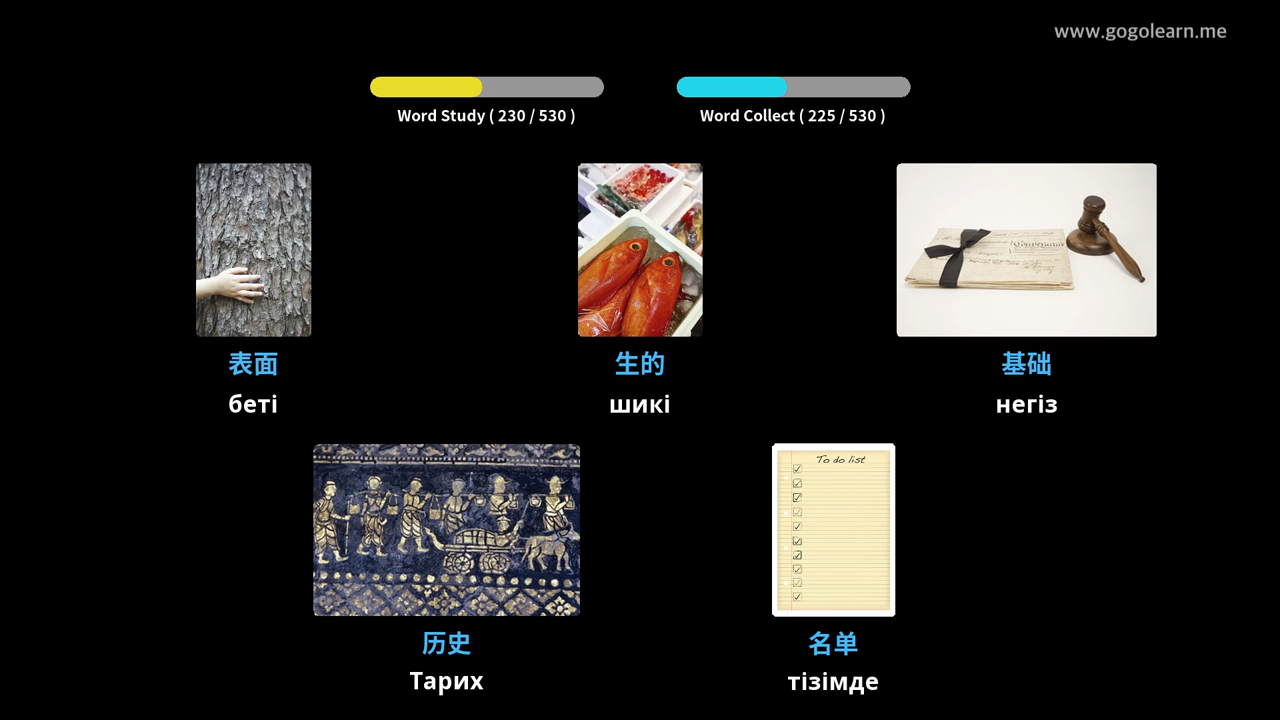 www.gogolearn.me
Word Study ( 230 / 530 )
Word Collect ( 225 / 530 )
表面
беті
生的
шикі
基础
негіз
To do list
历史
Тарих
名单
тізімде